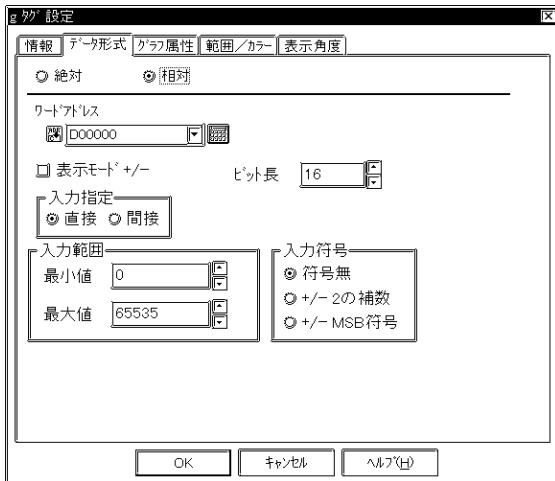 g ﾀｸﾞ 設定
情報 ﾃﾞｰﾀ形式 ｸﾞﾗﾌ属性 範囲／ｶﾗｰ 表示角度
絶対 相対
ﾜｰﾄﾞｱﾄﾞﾚｽ
D00000
表示ﾓｰﾄﾞ +/- ﾋﾞｯﾄ長 16
入力指定
直接 間接
入力範囲
最小値 0
最大値 65535
入力符号
符号無
+/- 2の補数
+/- MSB符号
OK ｷｬﾝｾﾙ ﾍﾙﾌﾟ(H)